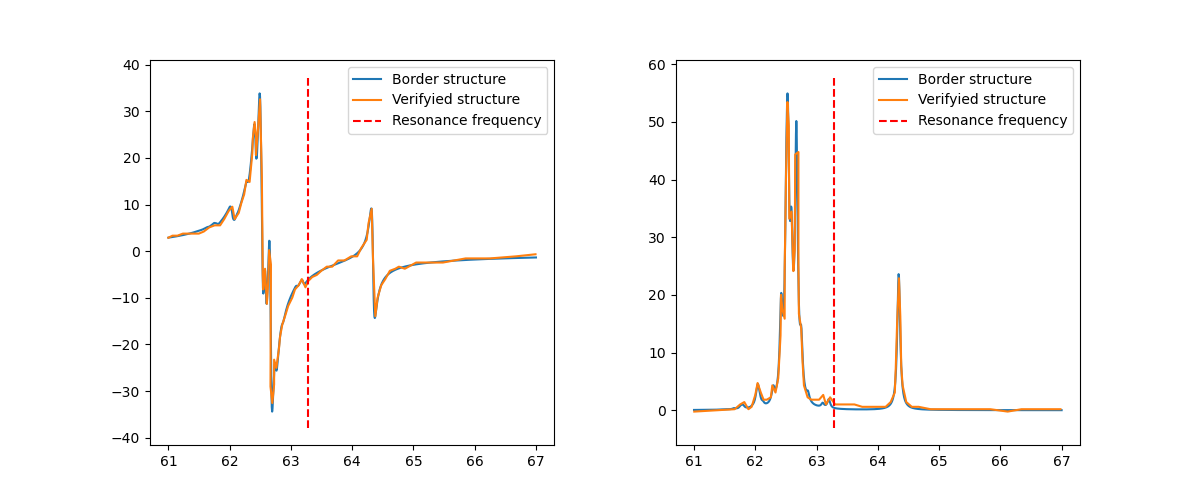 40
30
20
10
0
−10
−20
−30
−40
61 62 63 64 65 66 67
Border structure
Verifyied structure
Resonance frequency
60
50
40
30
20
10
0
61 62 63 64 65 66 67
Border structure
Verifyied structure
Resonance frequency